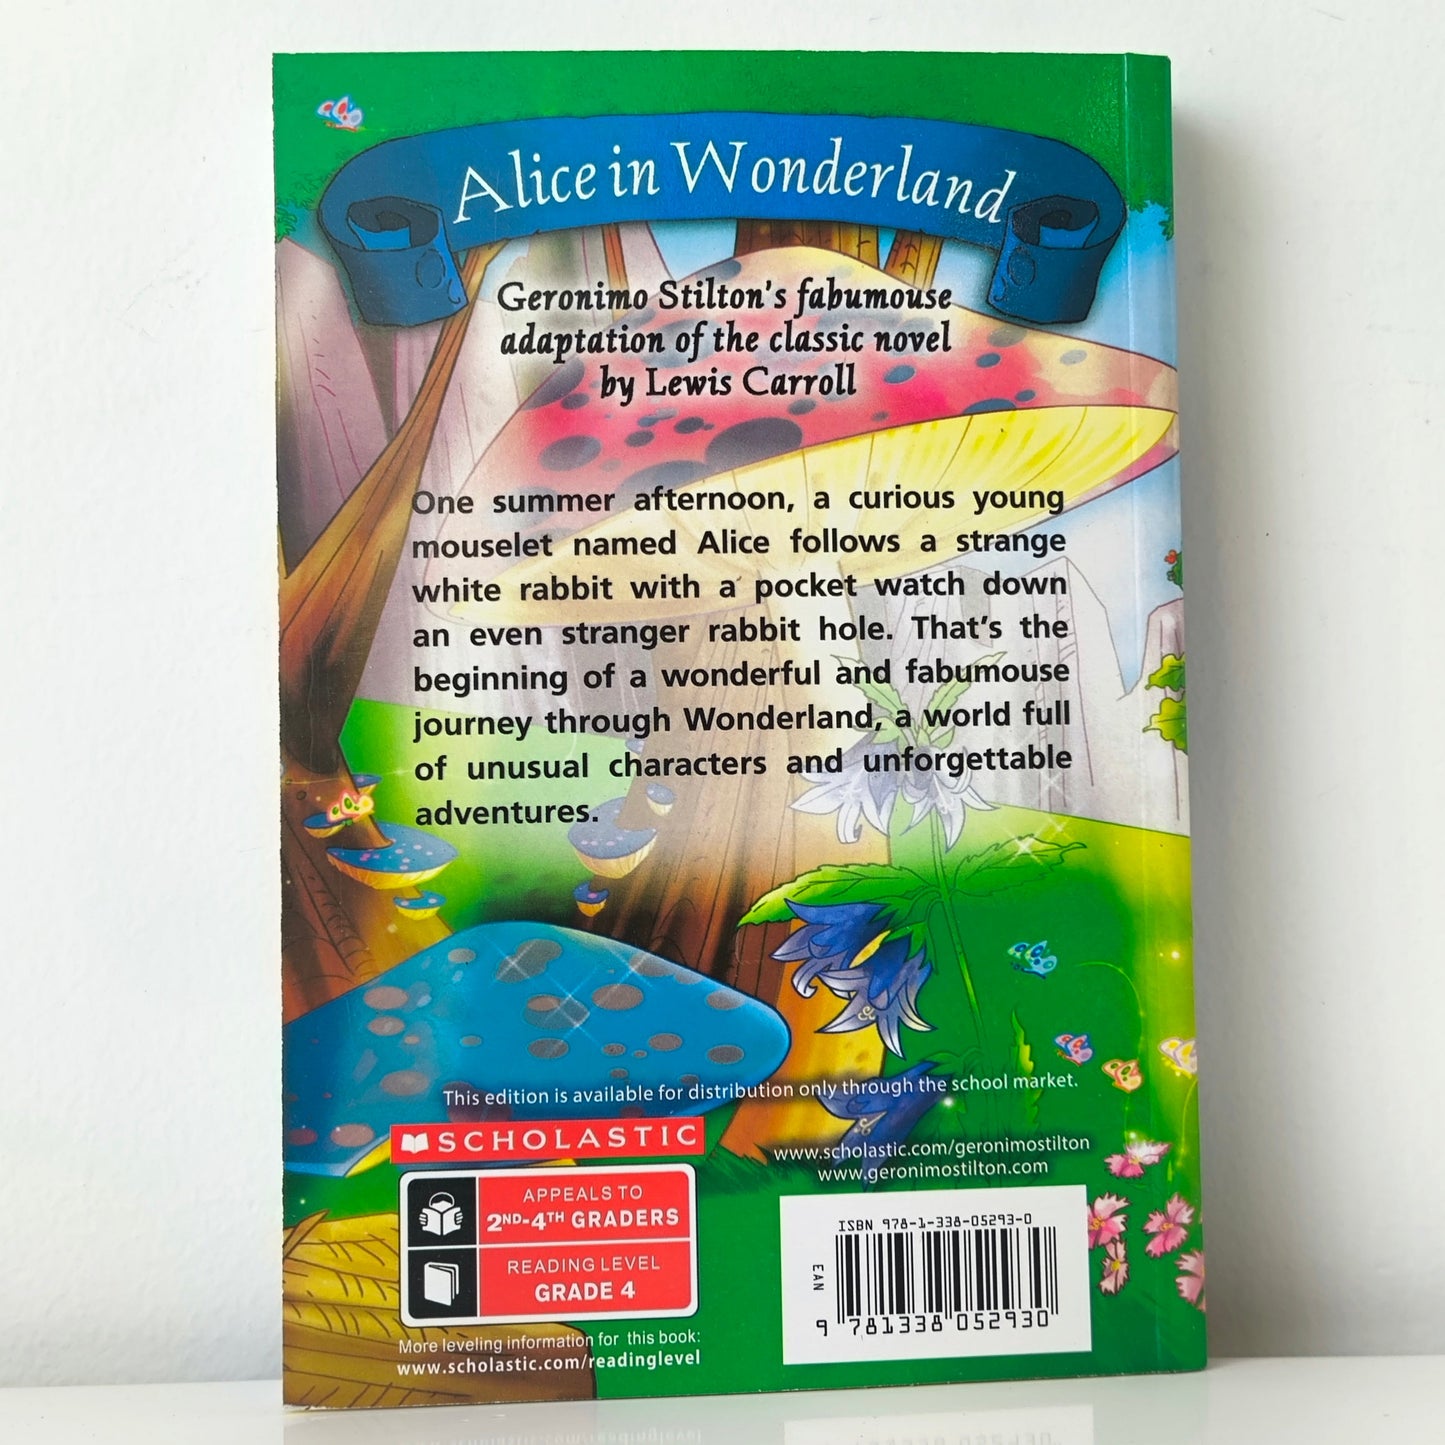 Alice in Wonderland
Geronimo Stilton's fabumouse
adaptation of the classic novel
by Lewis Carroll
One summer afternoon, a curious young
mouselet named Alice follows a strange
white rabbit with a pocket watch down
an even stranger rabbit hole. That's the
beginning of a wonderful and fabumouse
journey through Wonderland, a world full
of unusual characters and unforgettable
adventures.
This edition is available for distribution only through the school market.
SCHOLASTIC
APPEALS TO
2ND-4TH GRADERS
READING LEVEL
GRADE 4
More leveling information for this book:
www.scholastic.com/readinglevel
www.scholastic.com/geronimostilton
www.geronimostilton.com
ISBN 978-1-338-05293-0
EAN
9 781338 052930